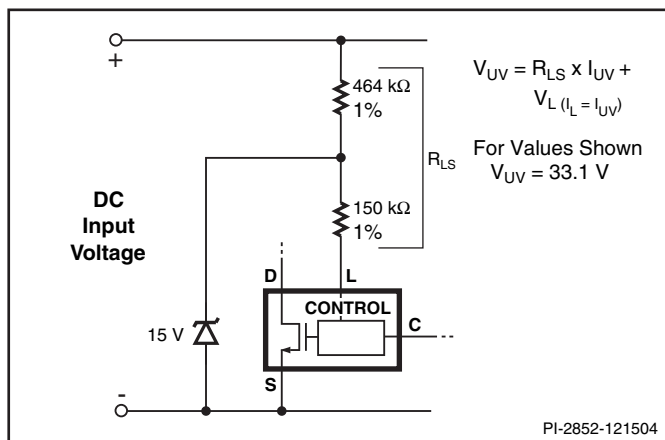 +
464 kΩ
1%
V_UV = R_LS x I_UV +
V_L (I_L = I_UV)
For Values Shown
V_UV = 33.1 V
R_LS
DC
Input
Voltage
150 kΩ
1%
D
L
CONTROL
C
15 V
S
-
PI-2852-121504